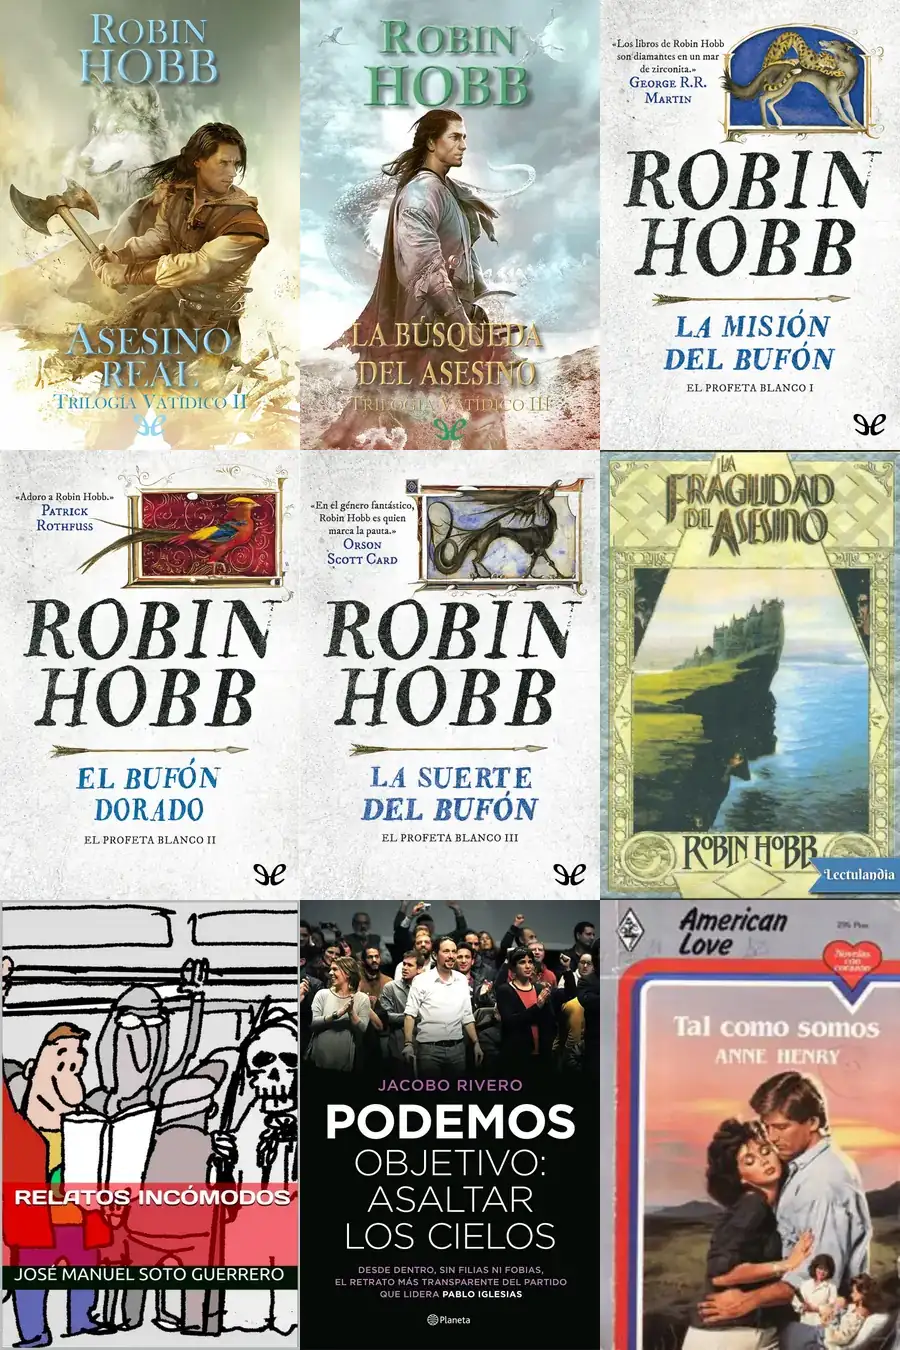 ROBIN
HOBB
ASESINO
REAL
TRILOGÍA VATÍDICO II
ROBIN
HOBB
LA BÚSQUEDA
DEL ASESINO
TRILOGÍA VATÍDICO III
«Los libros de Robin Hobb
son diamantes en un mar
de zirconita.»
GEORGE R.R.
MARTIN
ROBIN
HOBB
LA MISIÓN
DEL BUFÓN
EL PROFETA BLANCO I
«Adoro a Robin Hobb.»
PATRICK
ROTHFUSS
ROBIN
HOBB
EL BUFÓN
DORADO
EL PROFETA BLANCO II
«En el género fantástico,
Robin Hobb es quien
marca la pauta.»
ORSON
SCOTT CARD
ROBIN
HOBB
LA SUERTE
DEL BUFÓN
EL PROFETA BLANCO III
LA
FRAGILIDAD
DEL
ASESINO
ROBIN HOBB
Lectulandia
RELATOS INCÓMODOS
JOSÉ MANUEL SOTO GUERRERO
JACOBO RIVERO
PODEMOS
OBJETIVO:
ASALTAR
LOS CIELOS
DESDE DENTRO, SIN FILIAS NI FOBIAS,
EL RETRATO MÁS TRANSPARENTE DEL PARTIDO
QUE LIDERA PABLO IGLESIAS
Planeta
American
Love
295 Ptas
Novelas
con
corazón
Tal como somos
ANNE HENRY